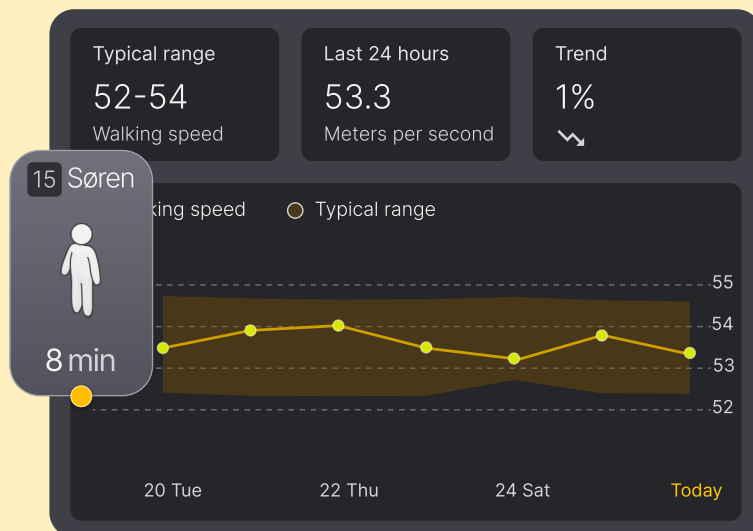 Typical range
52-54
Walking speed
Last 24 hours
53.3
Meters per second
Trend
1%
15 Søren
8 min
king speed
Typical range
55
54
53
52
20 Tue
22 Thu
24 Sat
Today